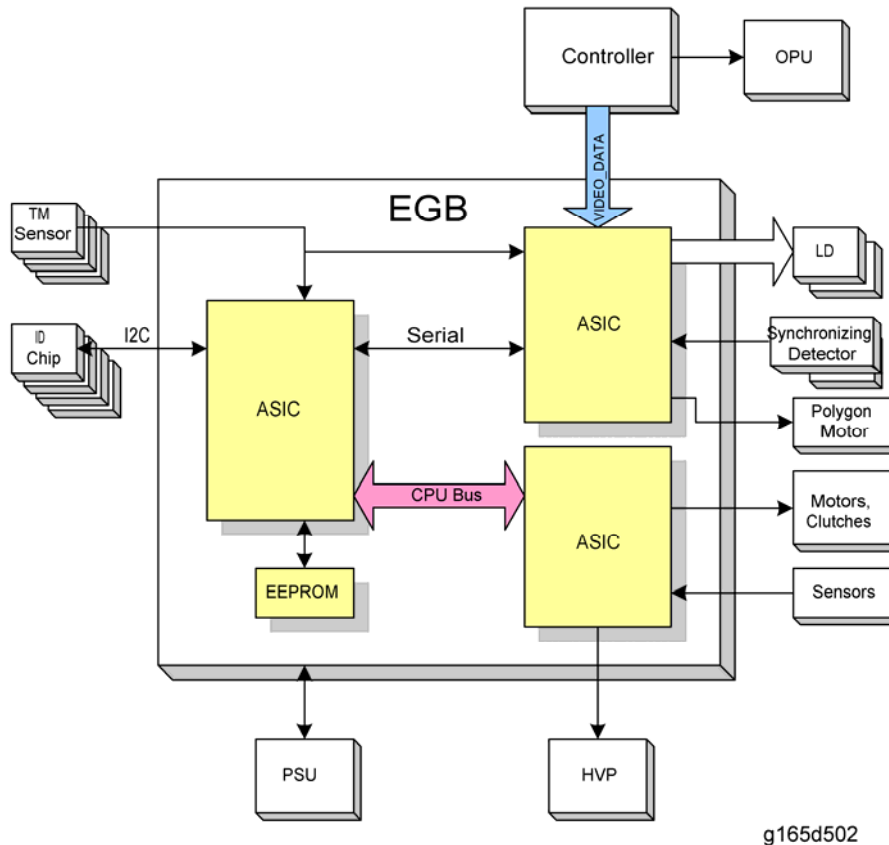 Controller
OPU
VIDEO_DATA
EGB
TM
Sensor
LD
ID
Chip
I2C
Serial
ASIC
Synchronizing
Detector
ASIC
Polygon
Motor
CPU Bus
Motors,
Clutches
ASIC
EEPROM
Sensors
PSU
HVP
g165d502